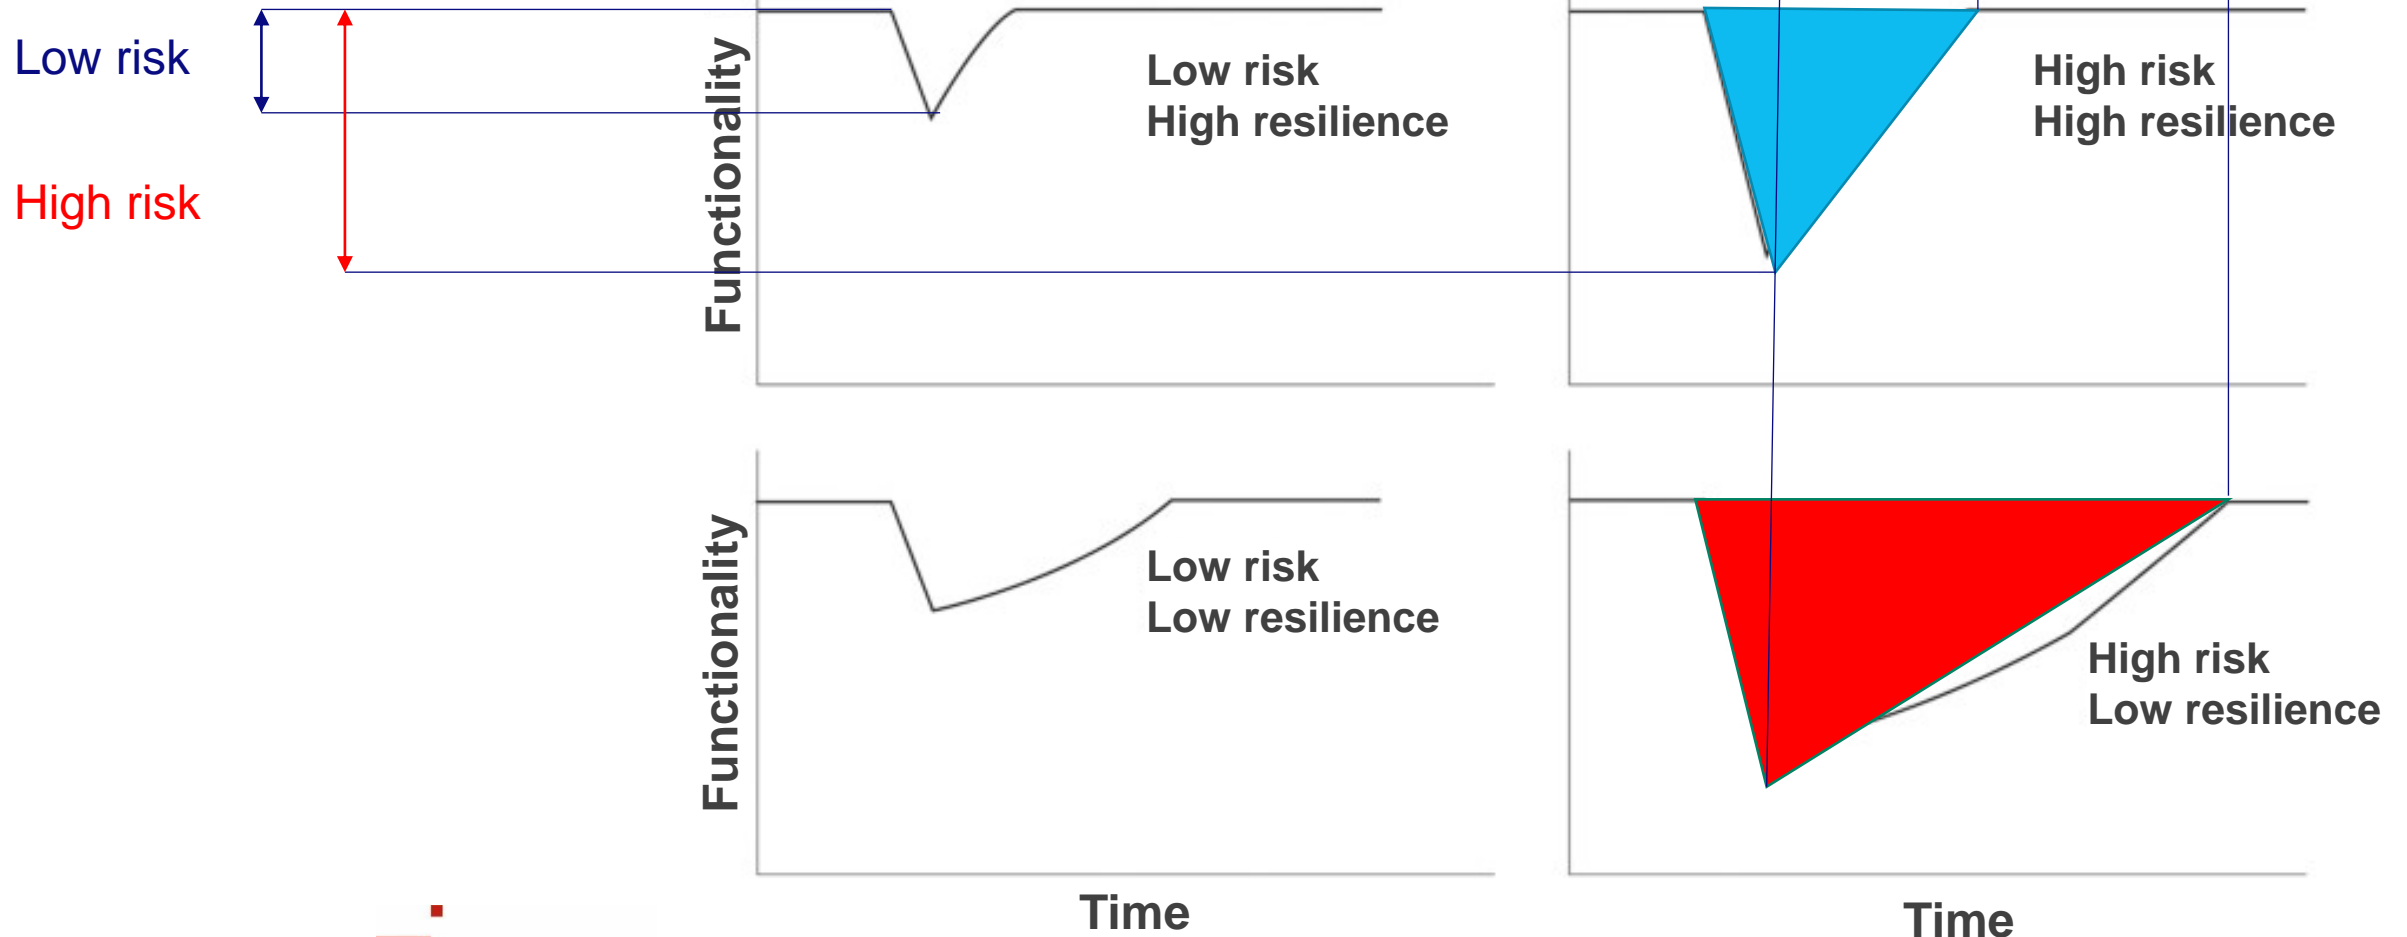 Low risk
High risk
Functionality
Low risk
High resilience
High risk
High resilience
Functionality
Low risk
Low resilience
High risk
Low resilience
Time
Time